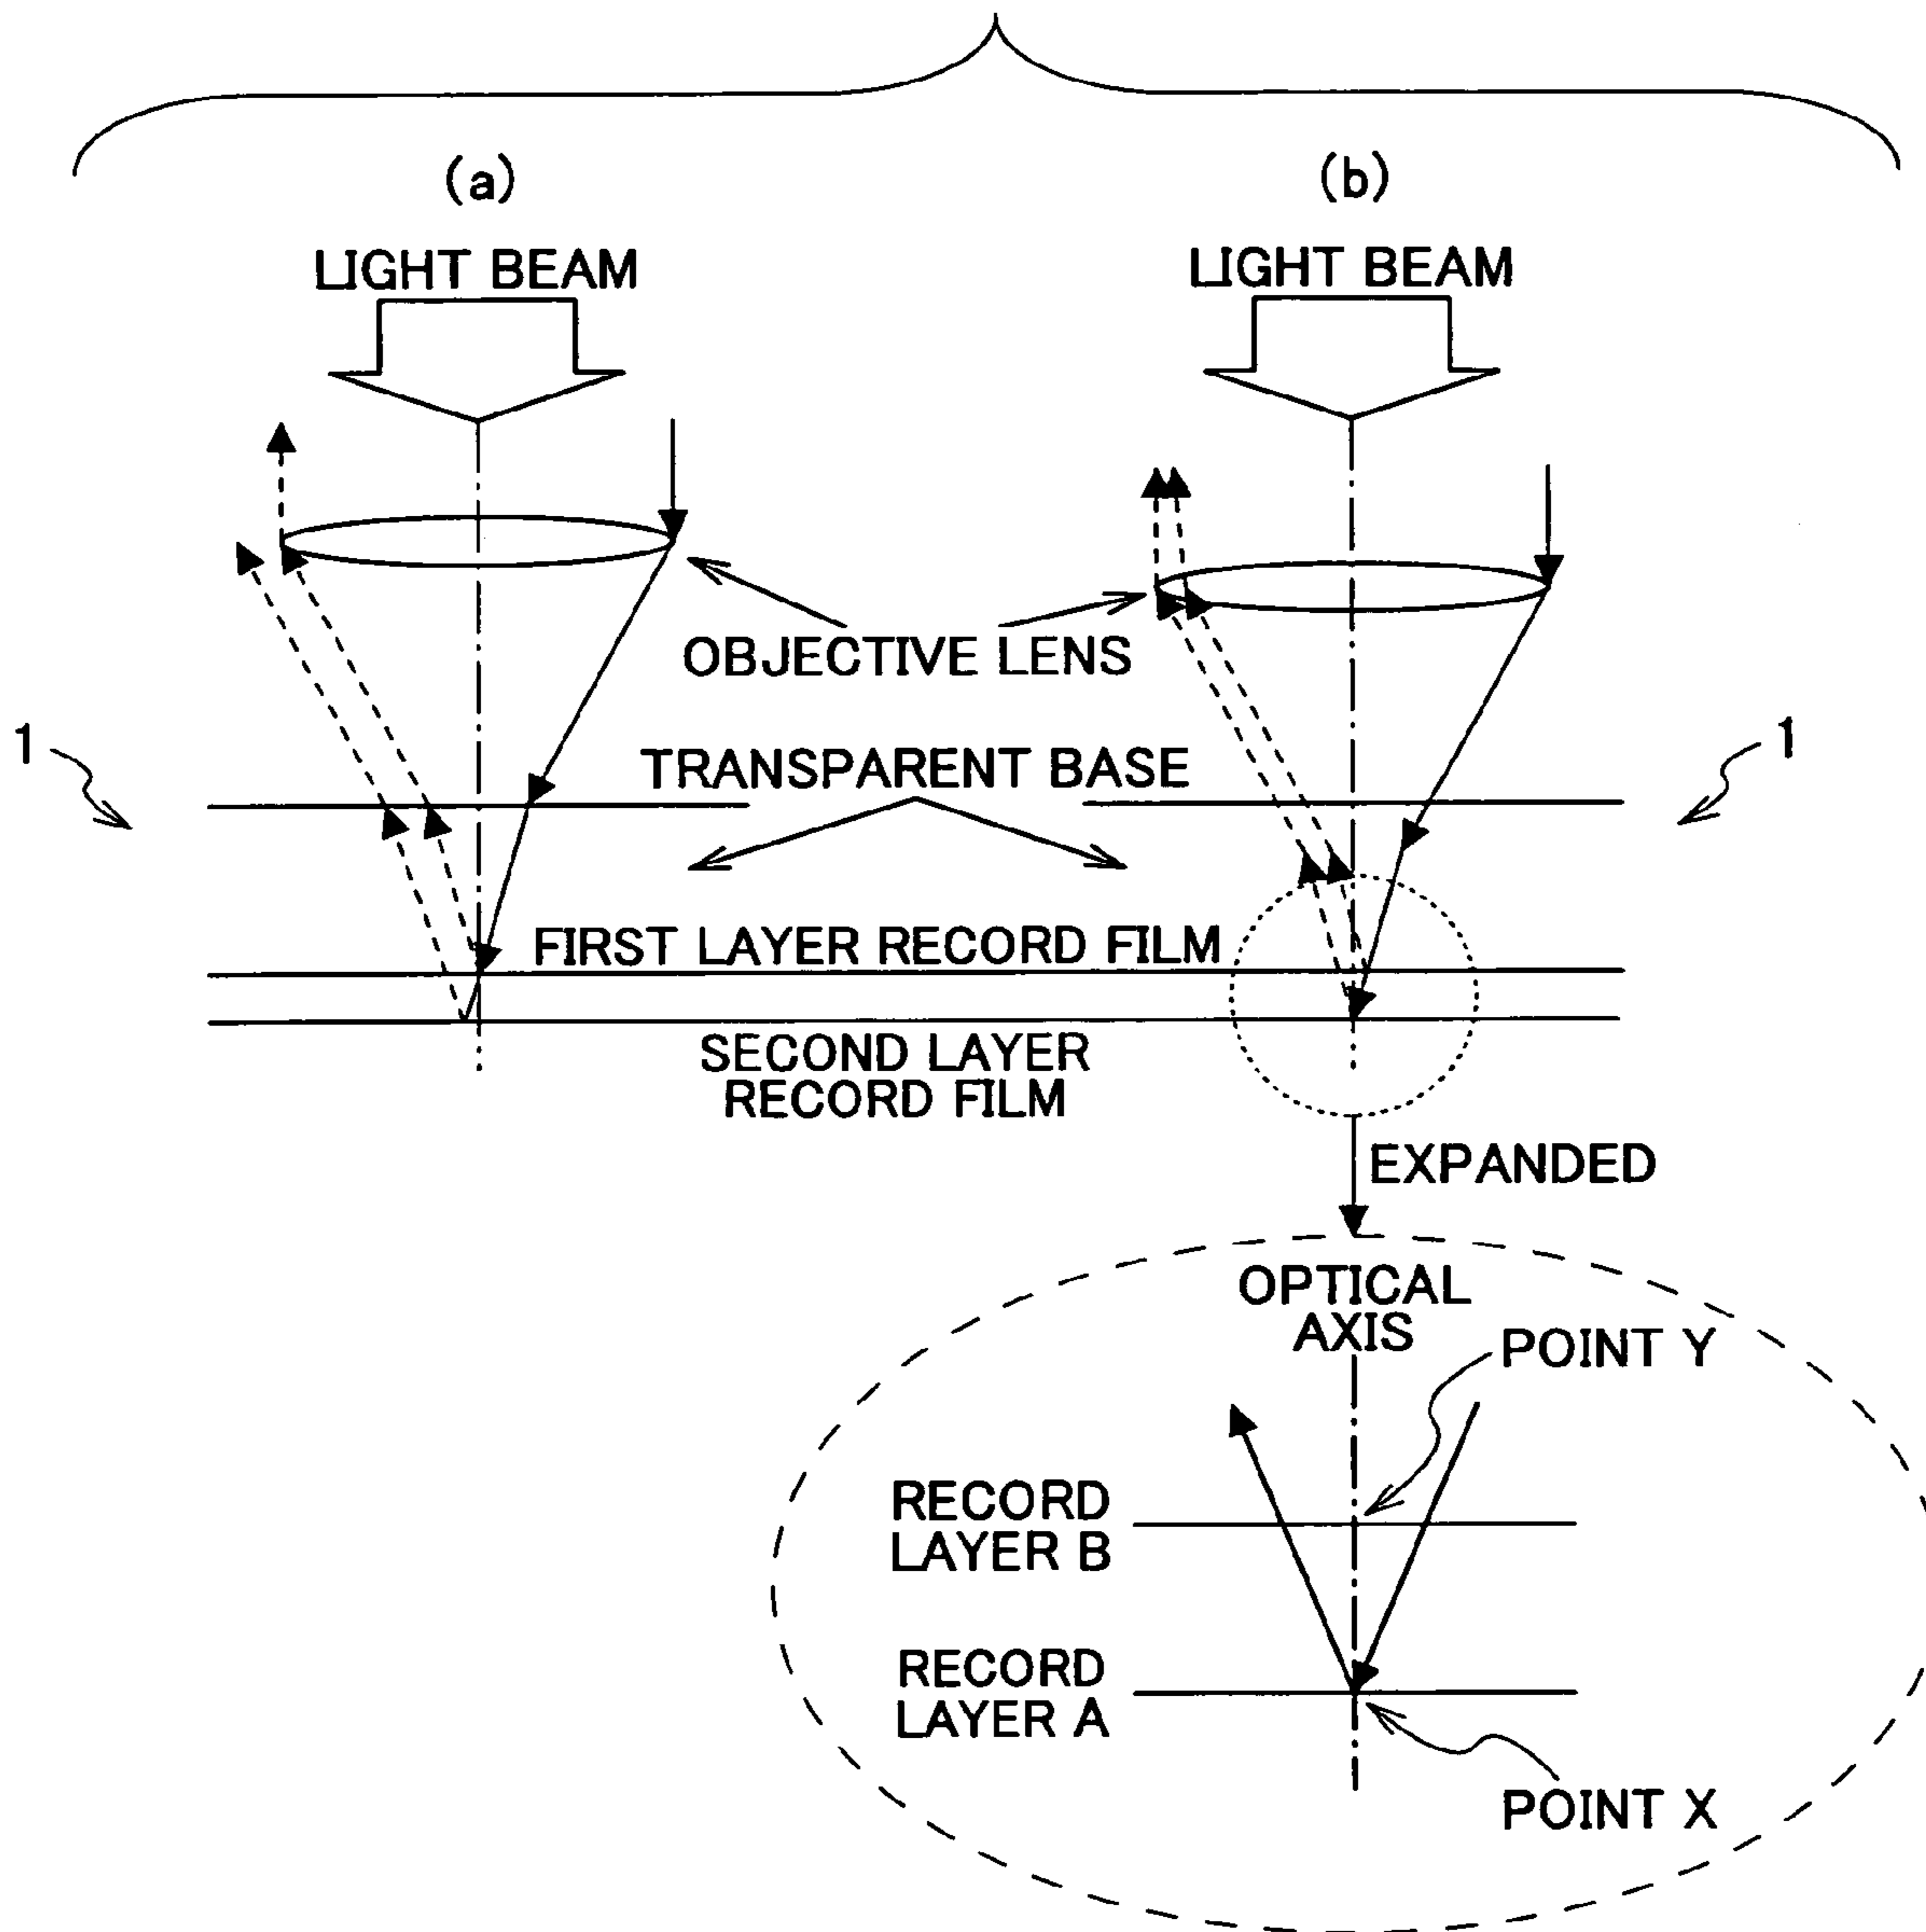 (a)
(b)
LIGHT BEAM
LIGHT BEAM
OBJECTIVE LENS
1
1
TRANSPARENT BASE
FIRST LAYER RECORD FILM
SECOND LAYER
RECORD FILM
EXPANDED
OPTICAL
AXIS
POINT Y
RECORD
LAYER B
RECORD
LAYER A
POINT X